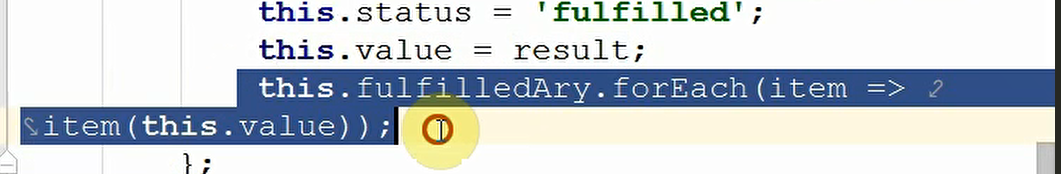 this.status = 'fulfilled';
this.value = result;
this.fulfilledAry.forEach(item =>
item(this.value));
};